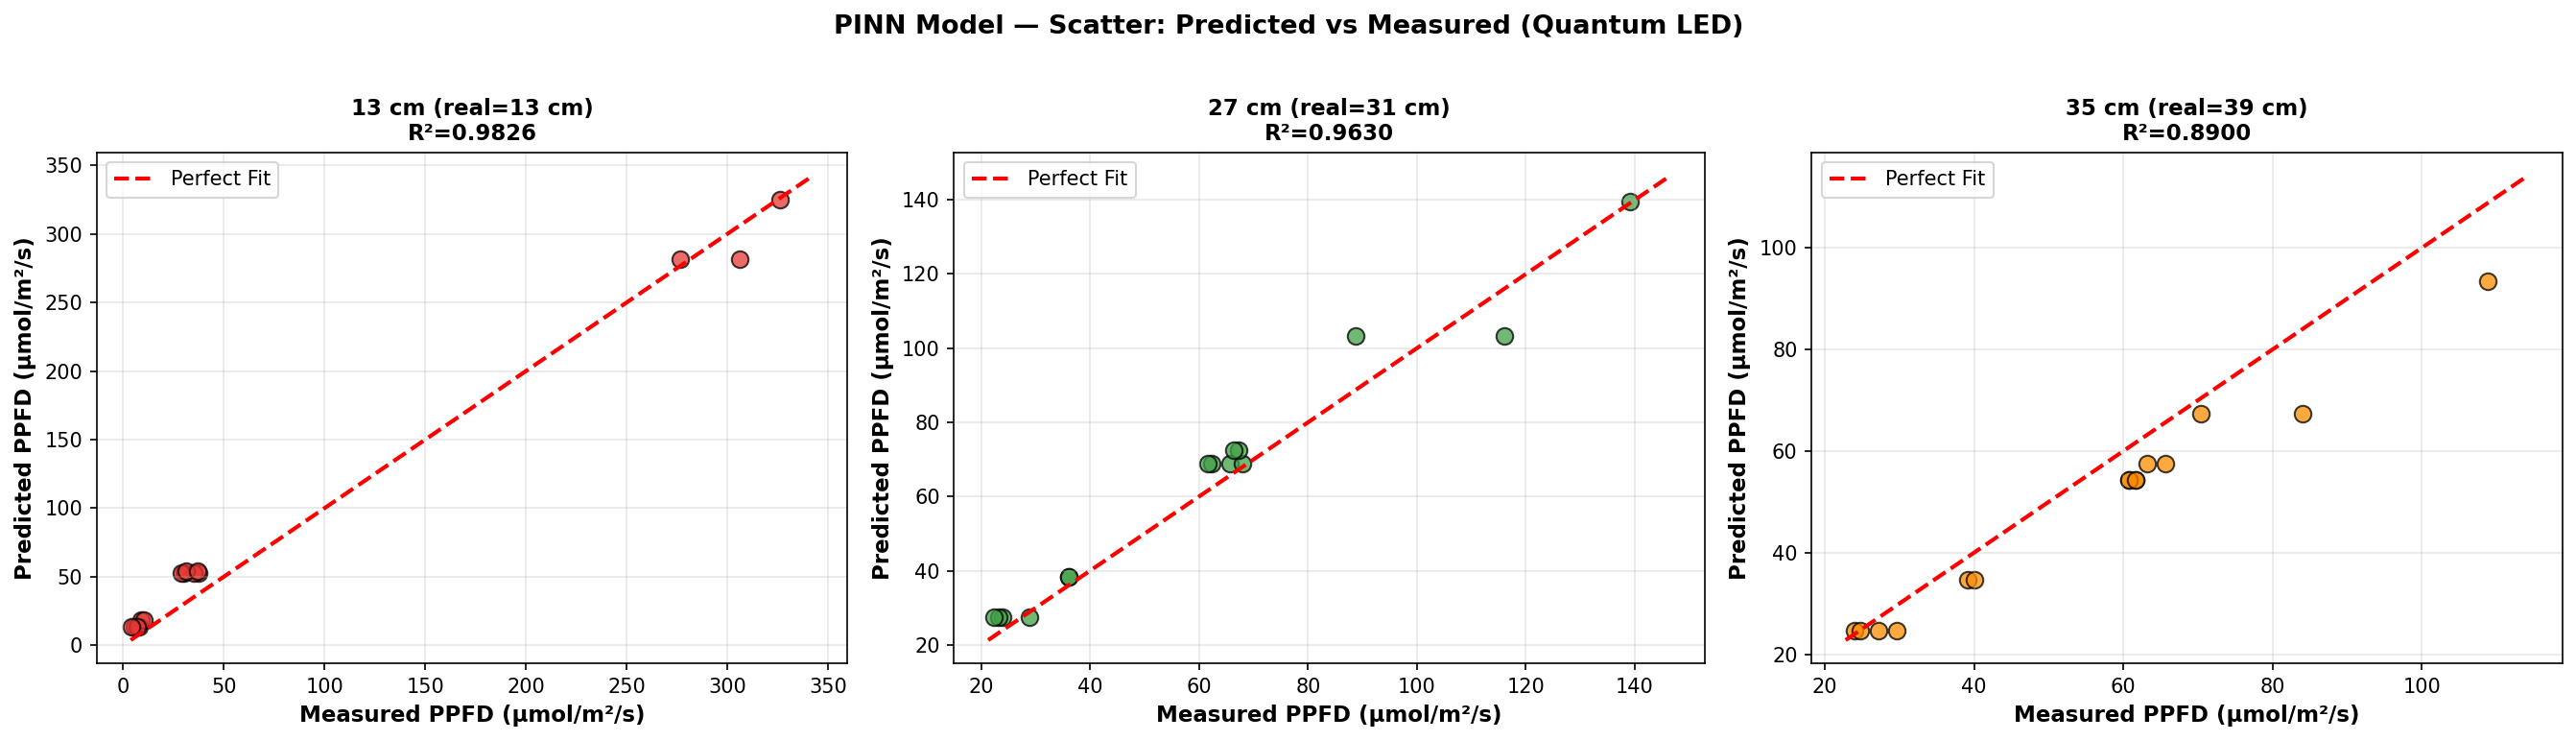 PINN Model — Scatter: Predicted vs Measured (Quantum LED)
13 cm (real=13 cm)
R²=0.9826
Perfect Fit
350
300
250
200
150
100
50
0
Predicted PPFD (μmol/m²/s)
0 50 100 150 200 250 300 350
Measured PPFD (μmol/m²/s)
27 cm (real=31 cm)
R²=0.9630
Perfect Fit
140
120
100
80
60
40
20
Predicted PPFD (μmol/m²/s)
20 40 60 80 100 120 140
Measured PPFD (μmol/m²/s)
35 cm (real=39 cm)
R²=0.8900
Perfect Fit
100
80
60
40
20
Predicted PPFD (μmol/m²/s)
20 40 60 80 100
Measured PPFD (μmol/m²/s)